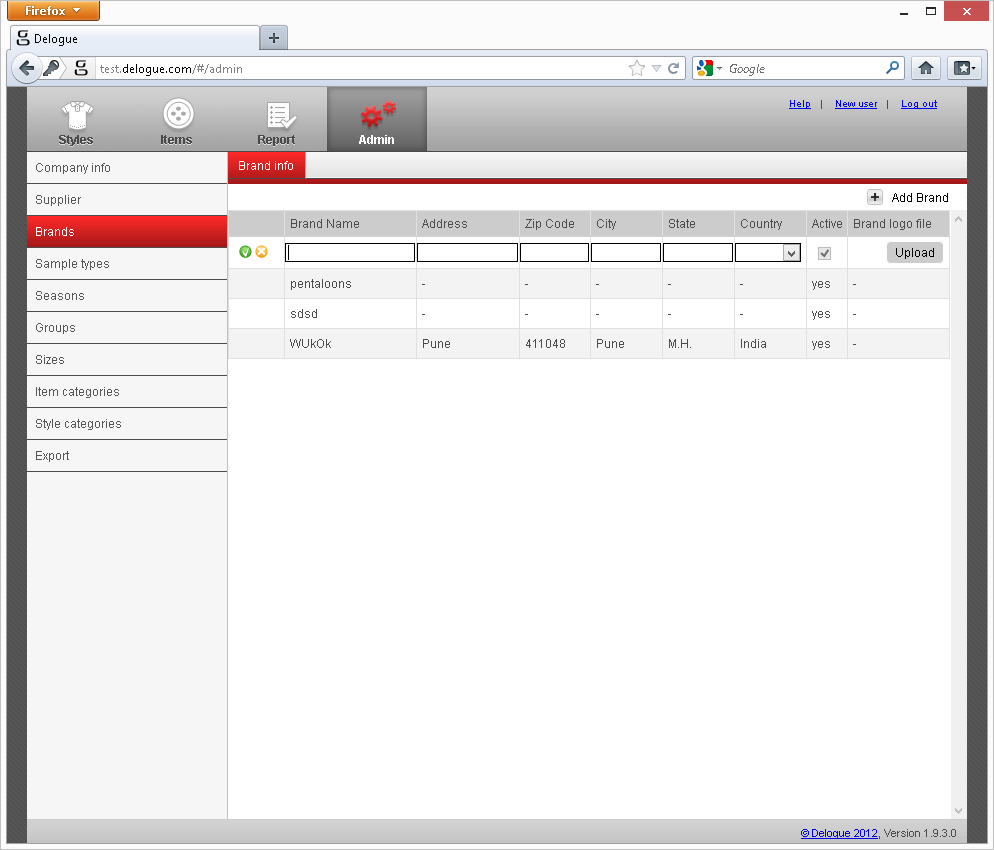 Firefox
Delogue
test.delogue.com/#/admin
Google
Help | New user | Log out
Styles Items Report Admin
Company info
Supplier
Brands
Sample types
Seasons
Groups
Sizes
Item categories
Style categories
Export
Brand info
Add Brand
Brand Name Address Zip Code City State Country Active Brand logo file
Upload
pentaloons - - - - - yes -
sdsd - - - - - yes -
WUkOk Pune 411048 Pune M.H. India yes -
© Delogue 2012, Version 1.9.3.0